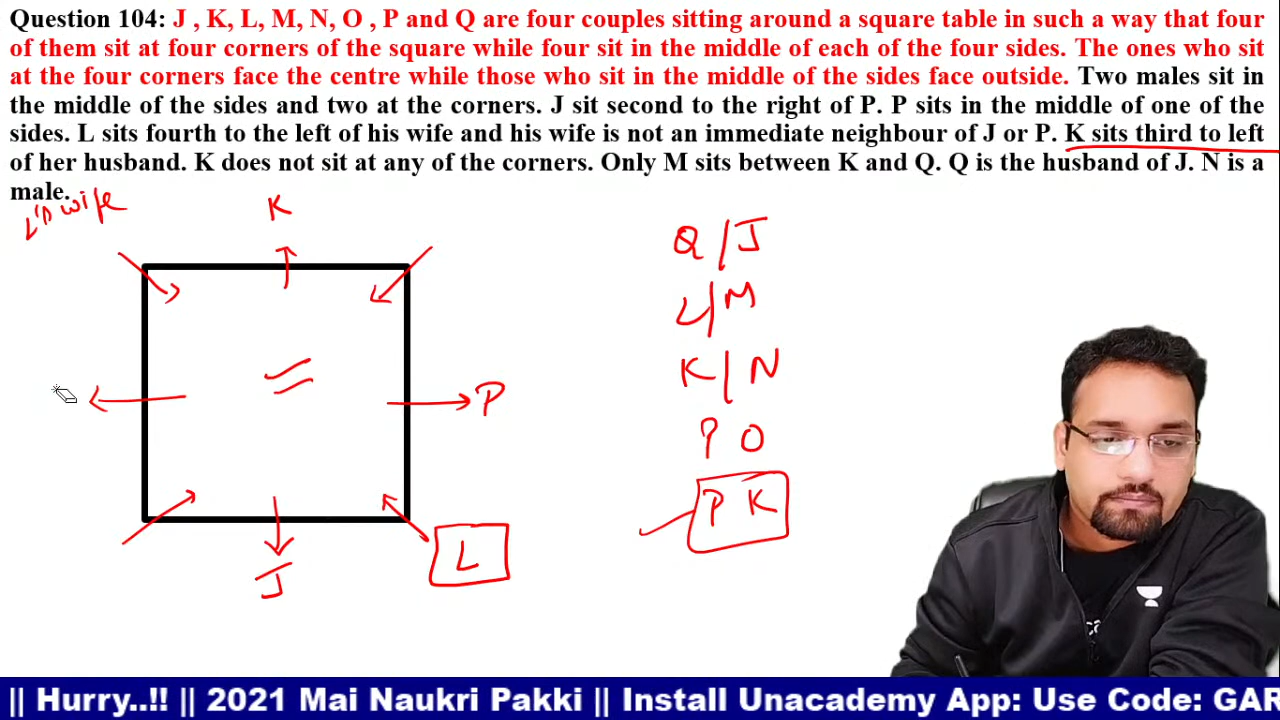 Question 104: J , K, L, M, N, O , P and Q are four couples sitting around a square table in such a way that four
of them sit at four corners of the square while four sit in the middle of each of the four sides. The ones who sit
at the four corners face the centre while those who sit in the middle of the sides face outside. Two males sit in
the middle of the sides and two at the corners. J sit second to the right of P. P sits in the middle of one of the
sides. L sits fourth to the left of his wife and his wife is not an immediate neighbour of J or P. K sits third to left
of her husband. K does not sit at any of the corners. Only M sits between K and Q. Q is the husband of J. N is a
male.
L's wife
K
Q / J
L/M
K / N
P
P O
P K
L
J
|| Hurry..!! || 2021 Mai Naukri Pakki || Install Unacademy App: Use Code: GAR